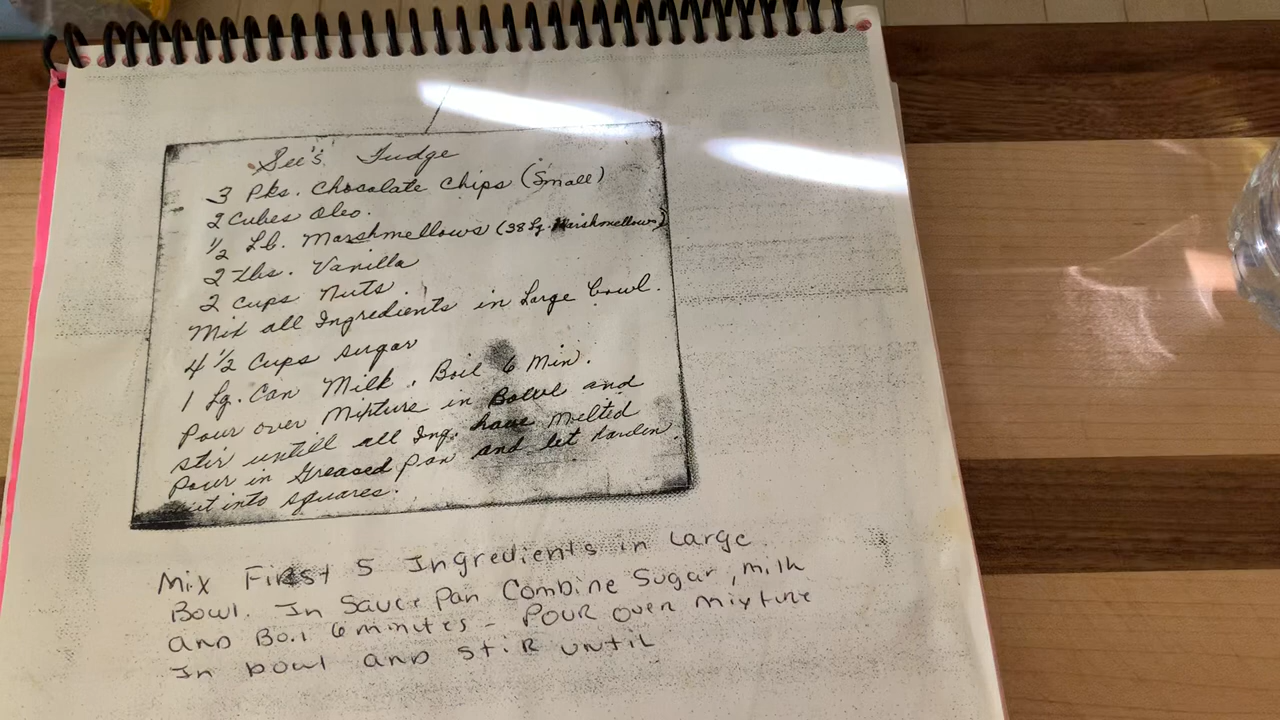 See's Fudge
3 Pks. Chocolate Chips (Small)
2 Cubes Oleo.
1/2 Lb. Marshmellows (38 Lg. Marshmellows)
2 Tbs. Vanilla
2 Cups Nuts.
Mix all Ingredients in Large bowl.
4 1/2 Cups sugar
1 Lg. Can Milk. Boil 6 Min.
Pour over Mixture in Bowl and
stir untill all Ing. have melted
Pour in Greased Pan and let harden.
cut into squares.
Mix First 5 Ingredients in Large
Bowl. In Sauce Pan Combine Sugar, milk
AND Boil 6 minutes - POUR over mixture
In bowl AND stiR UNTIL